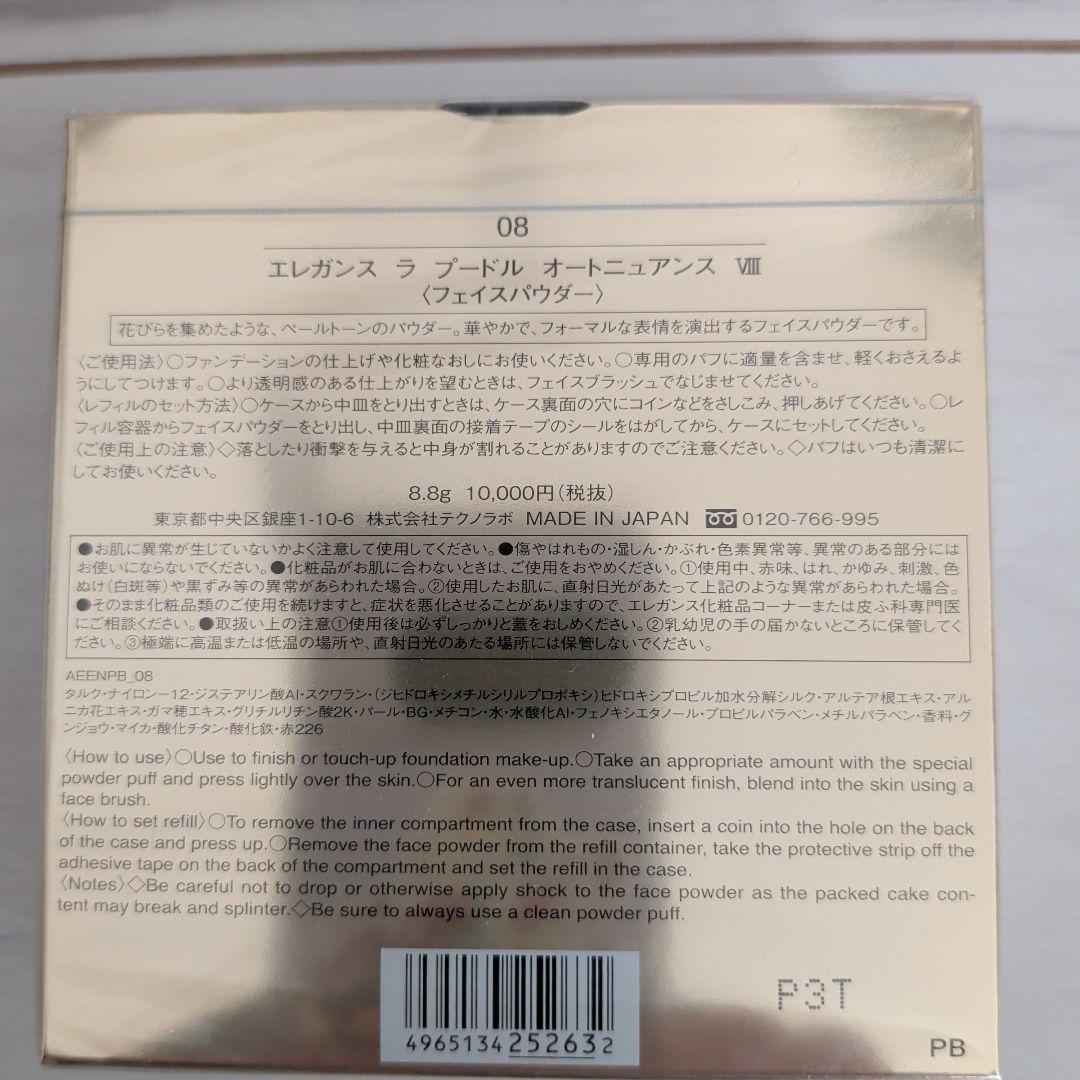 08
エレガンス ラ プードル オートニュアンス Ⅷ
〈フェイスパウダー〉
花びらを集めたような、ペールトーンのパウダー。華やかで、フォーマルな表情を演出するフェイスパウダーです。
〈ご使用法〉○ファンデーションの仕上げや化粧なおしにお使いください。○専用のパフに適量を含ませ、軽くおさえるよ
うにしてつけます。○より透明感のある仕上がりを望むときは、フェイスブラッシュでなじませてください。
〈レフィルのセット方法〉○ケースから中皿をとり出すときは、ケース裏面の穴にコインなどをさしこみ、押しあげてください。○レ
フィル容器からフェイスパウダーをとり出し、中皿裏面の接着テープのシールをはがしてから、ケースにセットしてください。
〈ご使用上の注意〉◇落としたり衝撃を与えると中身が割れることがありますのでご注意ください。◇パフはいつも清潔に
してお使いください。
8.8g 10,000円(税抜)
東京都中央区銀座1-10-6 株式会社テクノラボ MADE IN JAPAN 0120-766-995
●お肌に異常が生じていないかよく注意して使用してください。●傷やはれもの・湿しん・かぶれ・色素異常等、異常のある部分には
お使いにならないでください。●化粧品がお肌に合わないときは、ご使用をおやめください。①使用中、赤味、はれ、かゆみ、刺激、色
ぬけ(白斑等)や黒ずみ等の異常があらわれた場合。②使用したお肌に、直射日光があたって上記のような異常があらわれた場合。
●そのまま化粧品類のご使用を続けますと、症状を悪化させることがありますので、エレガンス化粧品コーナーまたは皮ふ科専門医
にご相談ください。●取扱い上の注意①使用後は必ずしっかりと蓋をおしめください。②乳幼児の手の届かないところに保管してく
ださい。③極端に高温または低温の場所や、直射日光のあたる場所には保管しないでください。
AEENPB_08
タルク・ナイロン-12・ジステアリン酸Al・スクワラン・(ジヒドロキシメチルシリルプロポキシ)ヒドロキシプロピル加水分解シルク・アルテア根エキス・アル
ニカ花エキス・ガマ穂エキス・グリチルリチン酸2K・パール・BG・メチコン・水・水酸化Al・フェノキシエタノール・プロピルパラベン・メチルパラベン・香料・グ
ンジョウ・マイカ・酸化チタン・酸化鉄・赤226
〈How to use〉○Use to finish or touch-up foundation make-up.○Take an appropriate amount with the special
powder puff and press lightly over the skin.○For an even more translucent finish, blend into the skin using a
face brush.
〈How to set refill〉○To remove the inner compartment from the case, insert a coin into the hole on the back
of the case and press up.○Remove the face powder from the refill container, take the protective strip off the
adhesive tape on the back of the compartment and set the refill in the case.
〈Notes〉◇Be careful not to drop or otherwise apply shock to the face powder as the packed cake con-
tent may break and splinter.◇Be sure to always use a clean powder puff.
P3T
4965134252632
PB